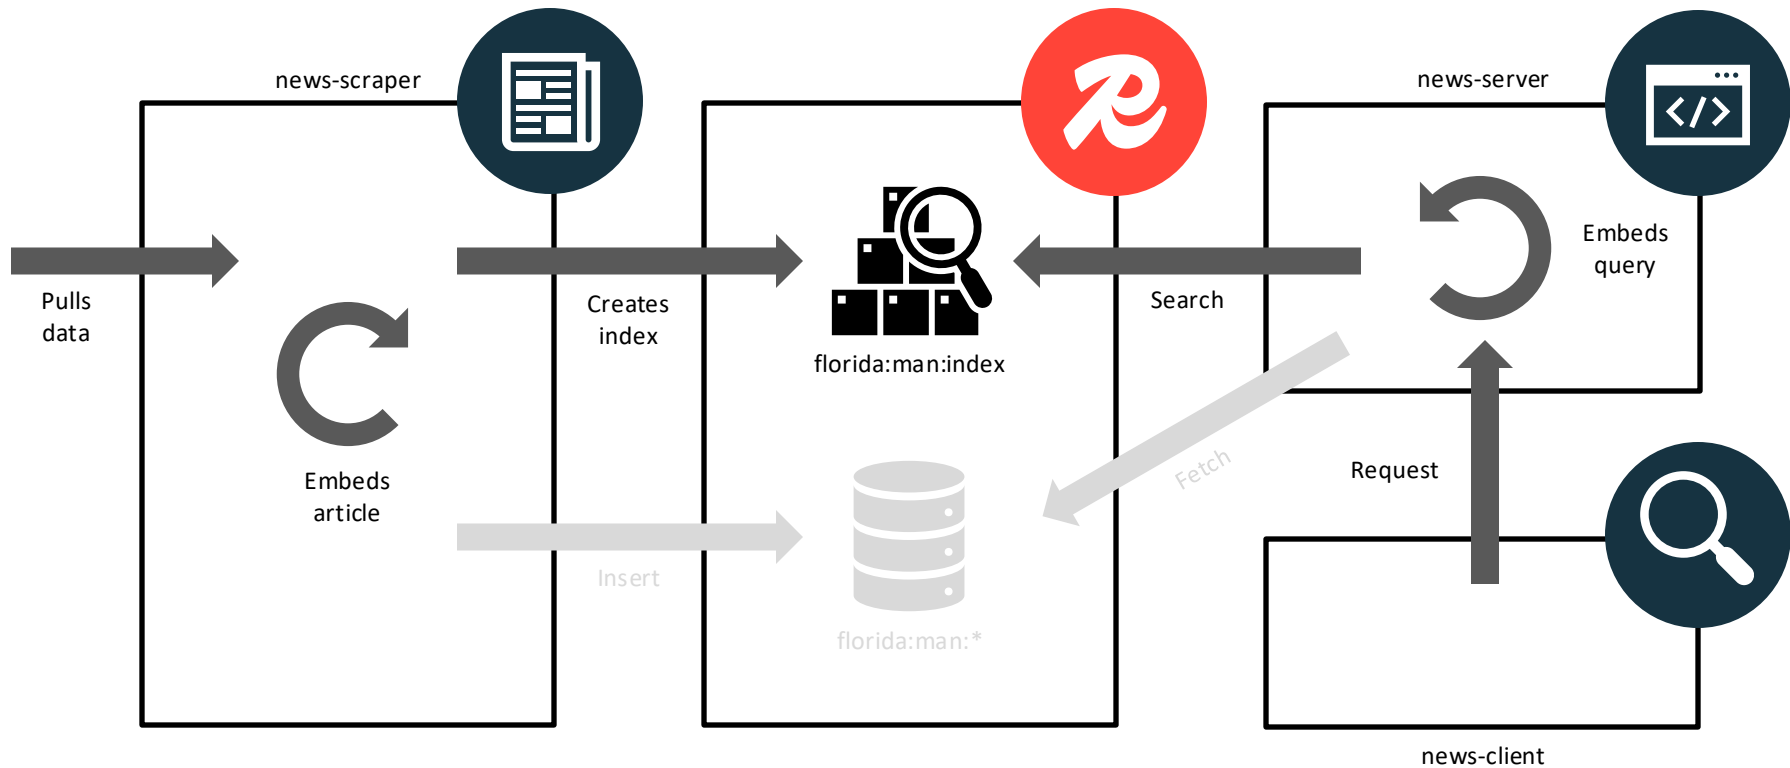 news-scraper
news-server
Pulls
data
Embeds
article
Creates
index
Insert
florida:man:index
florida:man:*
Search
Fetch
Embeds
query
Request
news-client